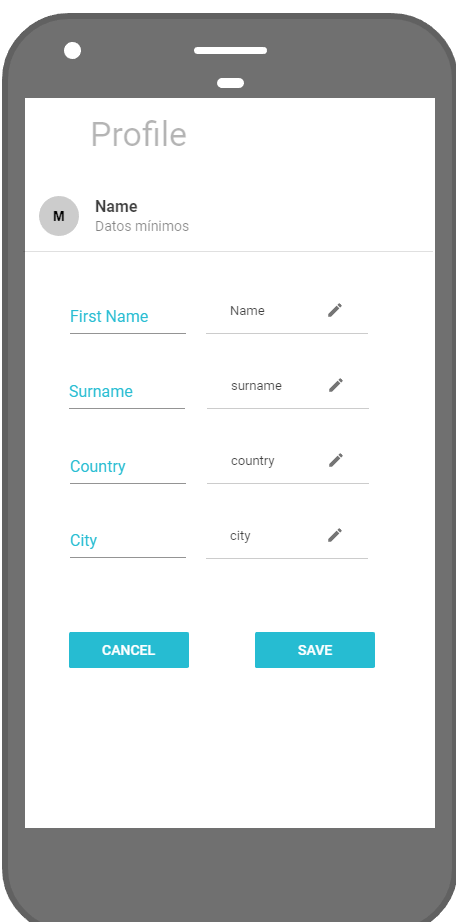 Profile
M
Name
Datos mínimos
First Name
Name
Surname
surname
Country
country
City
city
CANCEL
SAVE